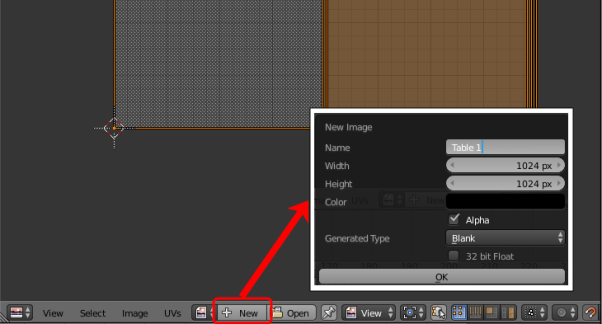 New Image
Name Table 1
Width 1024 px
Height 1024 px
Color
Alpha
Generated Type Blank
32 bit Float
OK
View Select Image UVs New Open View